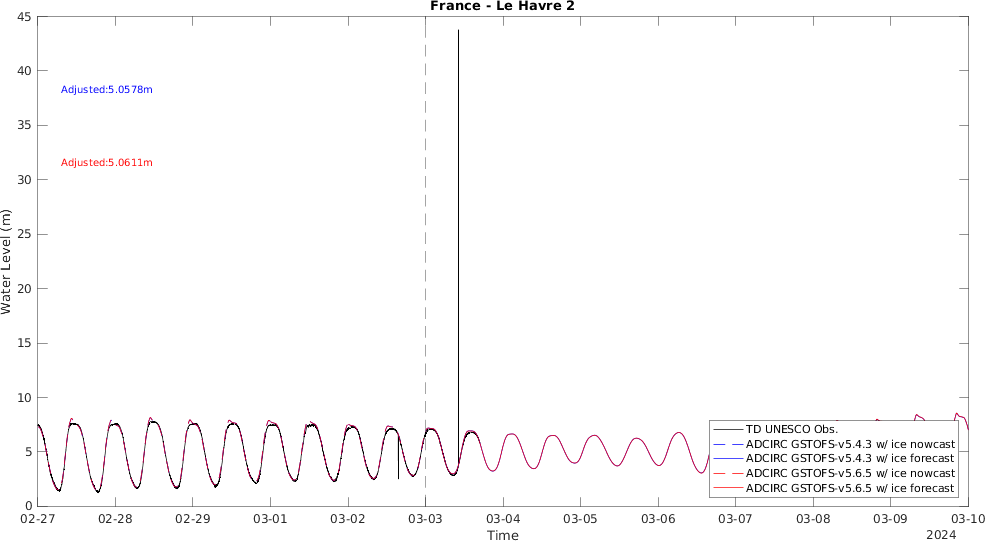 France - Le Havre 2
45
40
35
30
25
20
15
10
5
0
Water Level (m)
Adjusted:5.0578m
Adjusted:5.0611m
TD UNESCO Obs.
ADCIRC GSTOFS-v5.4.3 w/ ice nowcast
ADCIRC GSTOFS-v5.4.3 w/ ice forecast
ADCIRC GSTOFS-v5.6.5 w/ ice nowcast
ADCIRC GSTOFS-v5.6.5 w/ ice forecast
02-27 02-28 02-29 03-01 03-02 03-03 03-04 03-05 03-06 03-07 03-08 03-09 03-10
Time
2024